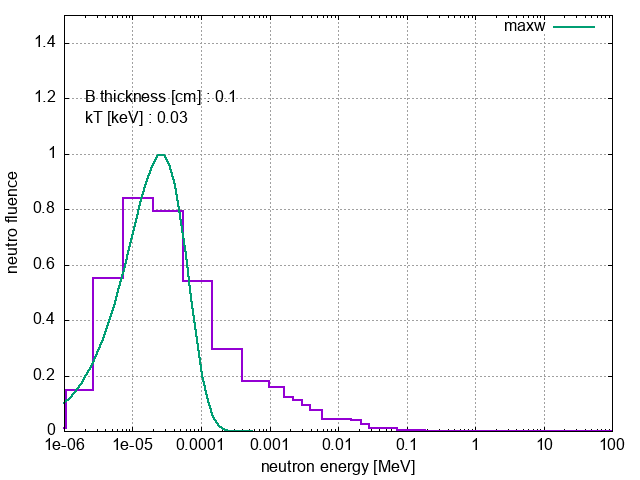 maxw
B thickness [cm] : 0.1
kT [keV] : 0.03
neutro fluence
1.4
1.2
1
0.8
0.6
0.4
0.2
0
1e-06 1e-05 0.0001 0.001 0.01 0.1 1 10 100
neutron energy [MeV]